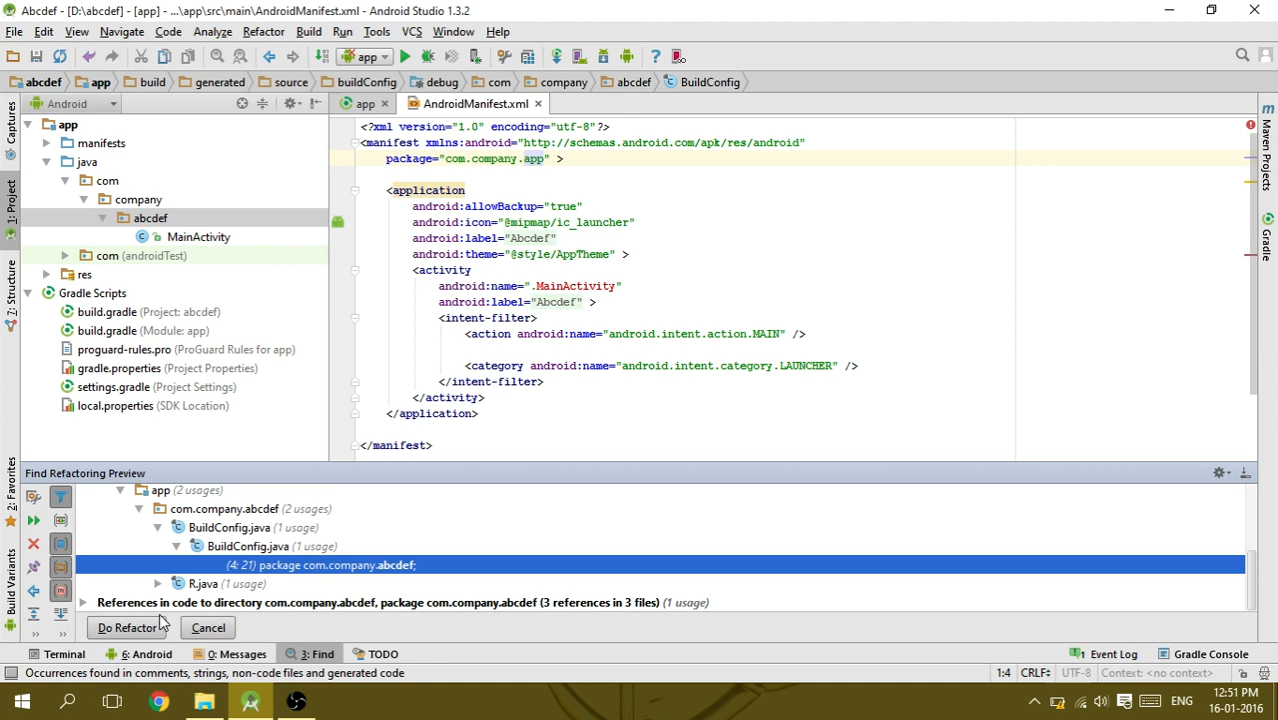 Abcdef - [D:\abcdef] - [app] - ...\app\src\main\AndroidManifest.xml - Android Studio 1.3.2
File Edit View Navigate Code Analyze Refactor Build Run Tools VCS Window Help
app
abcdef app build generated source buildConfig debug com company abcdef BuildConfig
Android
app AndroidManifest.xml
Captures
1: Project
7: Structure
2: Favorites
Build Variants
Maven Projects
Gradle
app
manifests
java
com
company
abcdef
MainActivity
com (androidTest)
res
Gradle Scripts
build.gradle (Project: abcdef)
build.gradle (Module: app)
proguard-rules.pro (ProGuard Rules for app)
gradle.properties (Project Properties)
settings.gradle (Project Settings)
local.properties (SDK Location)
<?xml version="1.0" encoding="utf-8"?>
<manifest xmlns:android="http://schemas.android.com/apk/res/android"
package="com.company.app" >
<application
android:allowBackup="true"
android:icon="@mipmap/ic_launcher"
android:label="Abcdef"
android:theme="@style/AppTheme" >
<activity
android:name=".MainActivity"
android:label="Abcdef" >
<intent-filter>
<action android:name="android.intent.action.MAIN" />
<category android:name="android.intent.category.LAUNCHER" />
</intent-filter>
</activity>
</application>
</manifest>
Find Refactoring Preview
app (2 usages)
com.company.abcdef (2 usages)
BuildConfig.java (1 usage)
BuildConfig.java (1 usage)
(4: 21) package com.company.abcdef;
R.java (1 usage)
References in code to directory com.company.abcdef, package com.company.abcdef (3 references in 3 files) (1 usage)
Do Refactor Cancel
Terminal 6: Android 0: Messages 3: Find TODO 1 Event Log Gradle Console
Occurrences found in comments, strings, non-code files and generated code 1:4 CRLF UTF-8 Context: <no context>
ENG 12:51 PM
16-01-2016